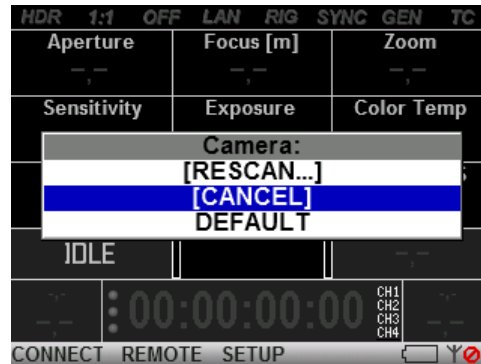 HDR 1:1 OFF LAN RIG SYNC GEN TC
Aperture Focus [m] Zoom
-,- -,- -,-
Sensitivity Exposure Color Temp
Camera:
[RESCAN...]
[CANCEL]
DEFAULT
IDLE -,-
-,- 00:00:00:00 CH1 -,-
CH2
CH3
-,- CH4 -,-
CONNECT REMOTE SETUP